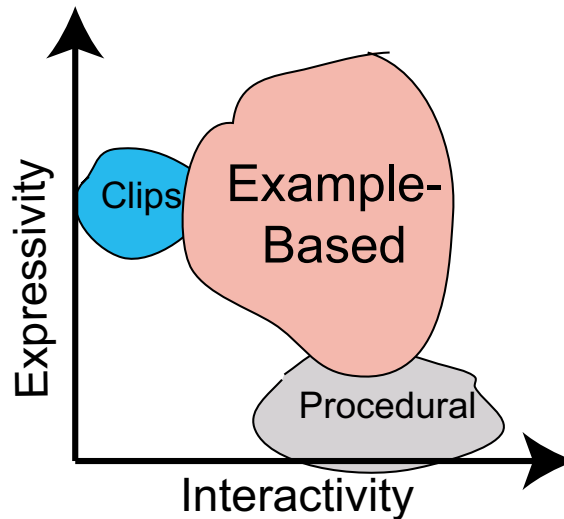 Expressivity
Clips
Example-
Based
Procedural
Interactivity